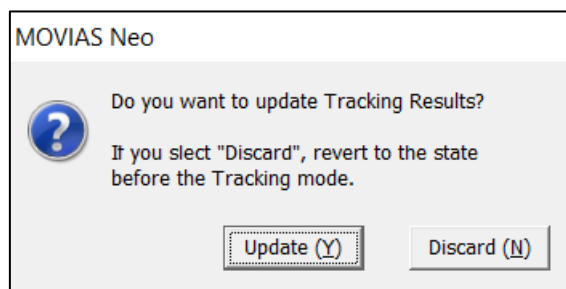 MOVIAS Neo
Do you want to update Tracking Results?
If you slect "Discard", revert to the state
before the Tracking mode.
Update (Y)
Discard (N)